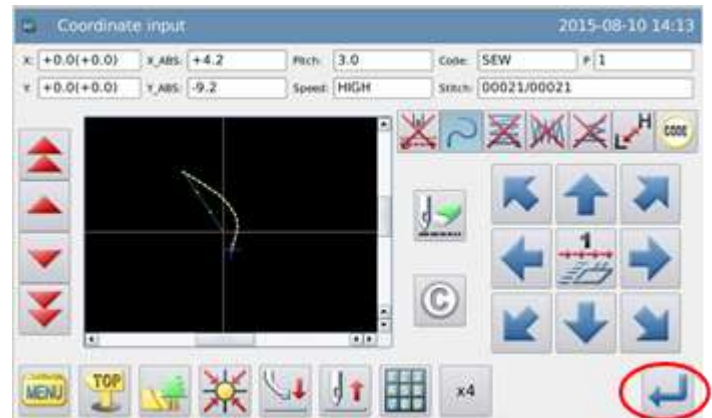 Coordinate input 2015-08-10 14:13
X: +0.0(+0.0) X_ABS: +4.2 Pitch: 3.0 Code: SEW P 1
Y: +0.0(+0.0) Y_ABS: -9.2 Speed: HIGH Stitch: 00021/00021
H
L
CODE
1
©
MENU TOP x4